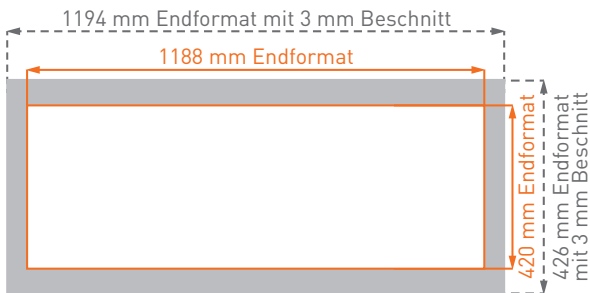 1194 mm Endformat mit 3 mm Beschnitt
1188 mm Endformat
420 mm Endformat
426 mm Endformat
mit 3 mm Beschnitt